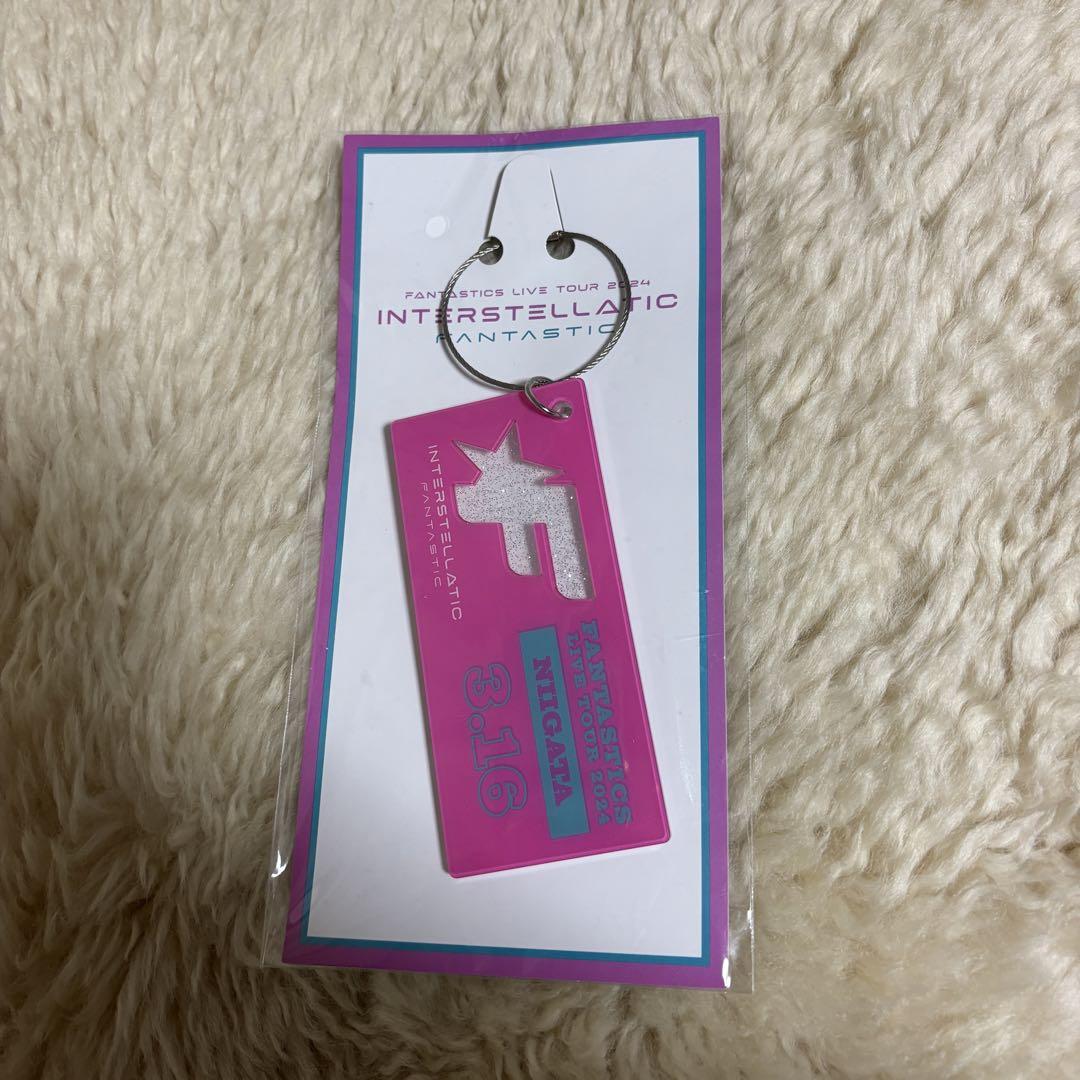 FANTASTICS LIVE TOUR 2024
INTERSTELLATIC
FANTASTIC
INTERSTELLATIC
FANTASTIC
F
FANTASTICS
LIVE TOUR 2024
NIIGATA
3.16